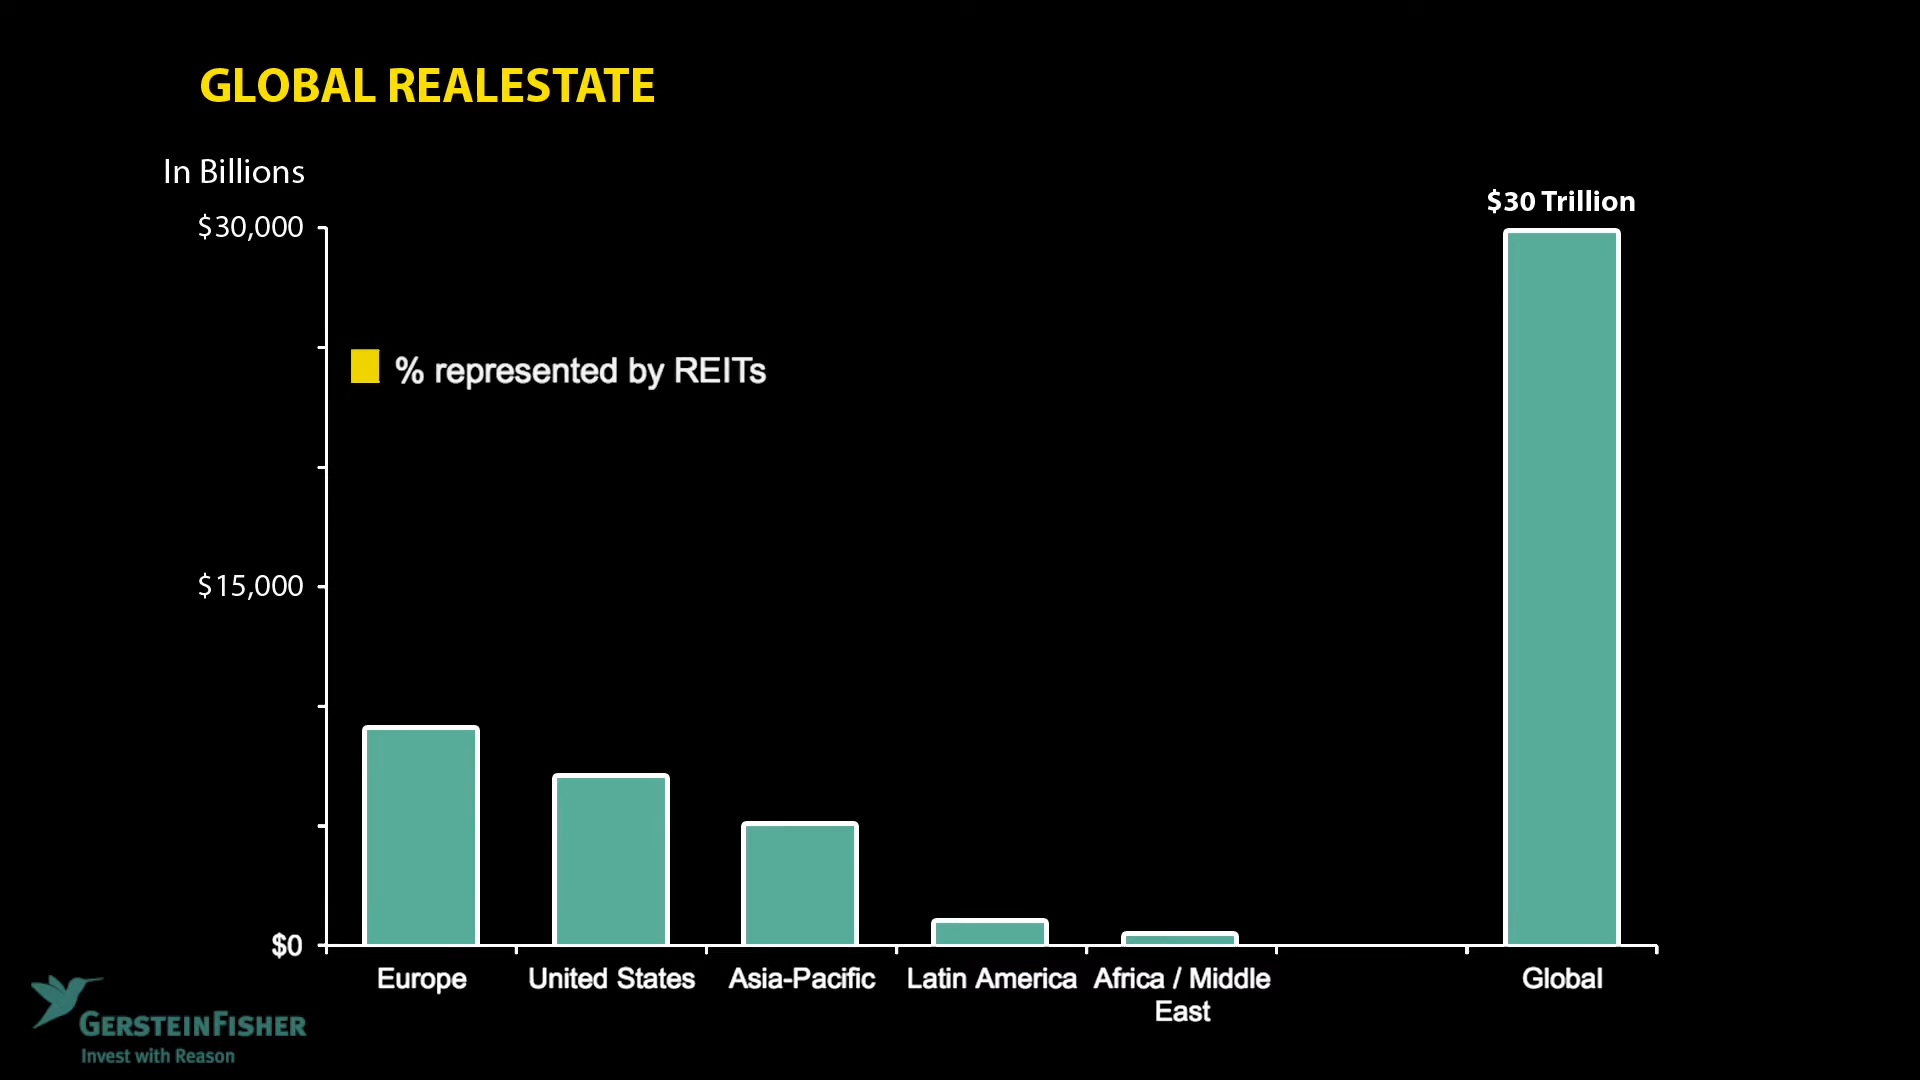 GLOBAL REALESTATE
In Billions
$30,000
$30 Trillion
% represented by REITs
$15,000
$0
Europe
United States
Asia-Pacific
Latin America
Africa / Middle
East
Global
GERSTEINFISHER
Invest with Reason